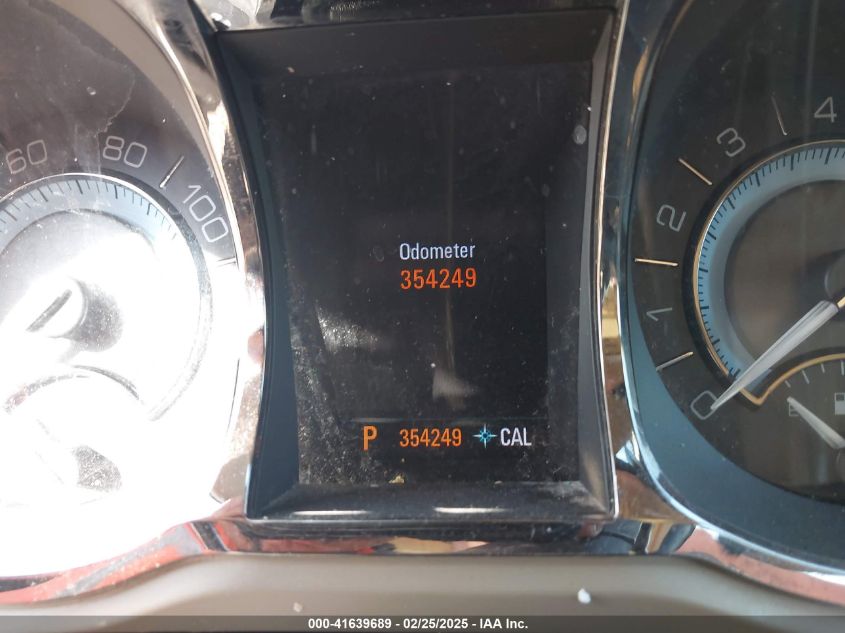 60 80 100
Odometer
354249
P 354249 CAL
0 1 2 3 4
E
000-41639689 - 02/25/2025 - IAA Inc.